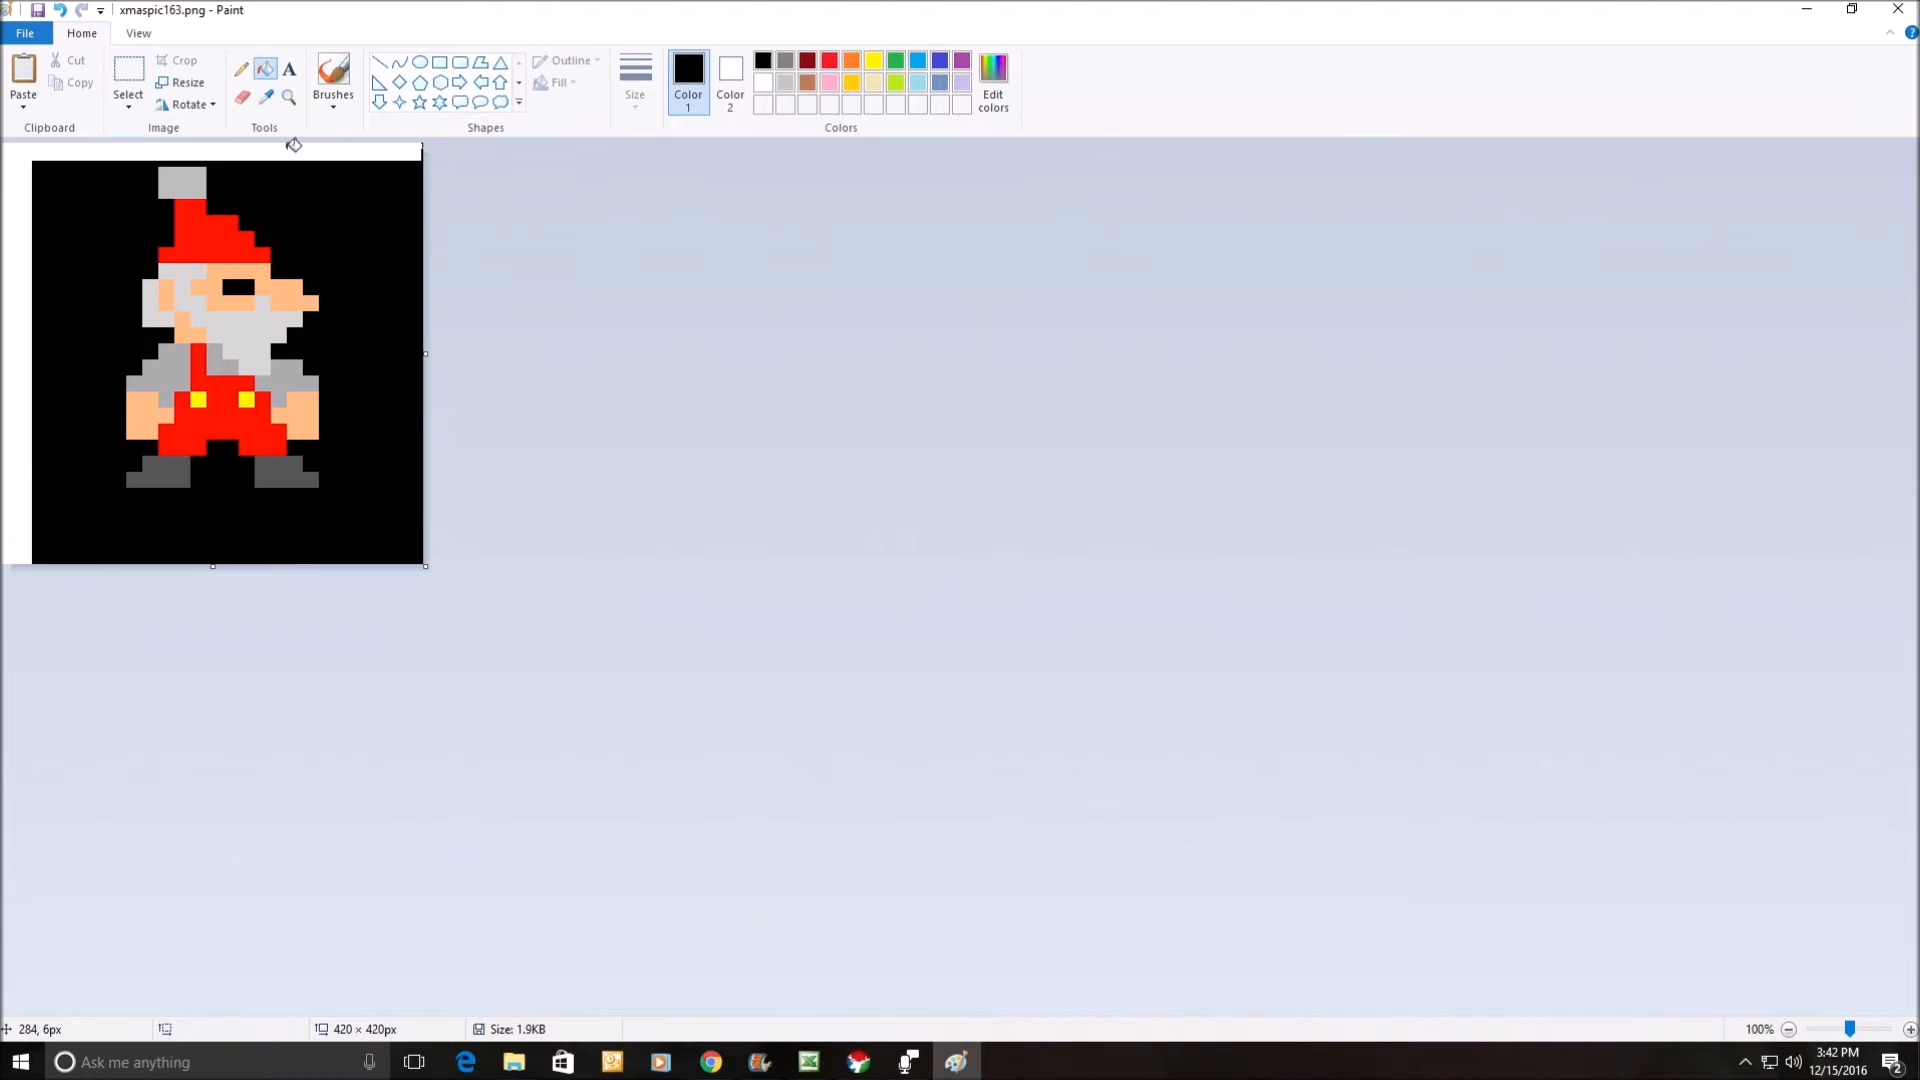 xmaspic163.png - Paint
File Home View
Paste
Cut
Copy
Clipboard
Select
Crop
Resize
Rotate
Image
A
Tools
Brushes
Outline
Fill
Shapes
Size
Color 1
Color 2
Edit colors
Colors
284, 6px
420 × 420px
Size: 1.9KB
100%
Ask me anything
3:42 PM
12/15/2016
2